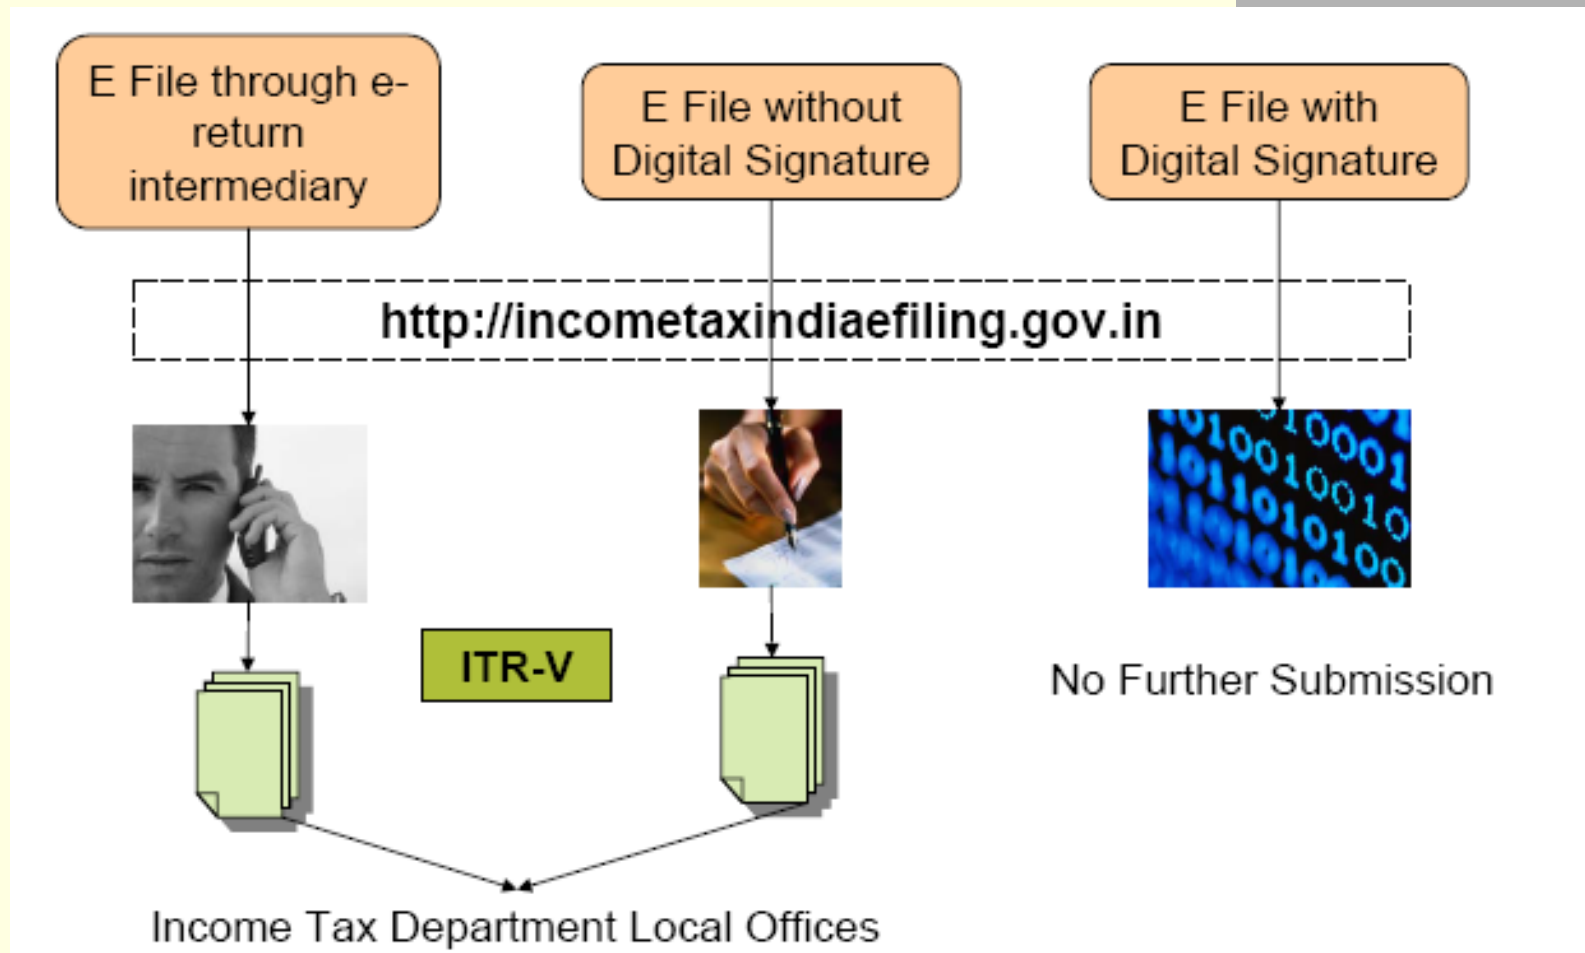 E File through e-
return
intermediary
E File without
Digital Signature
E File with
Digital Signature
http://incometaxindiaefiling.gov.in
ITR-V
No Further Submission
Income Tax Department Local Offices